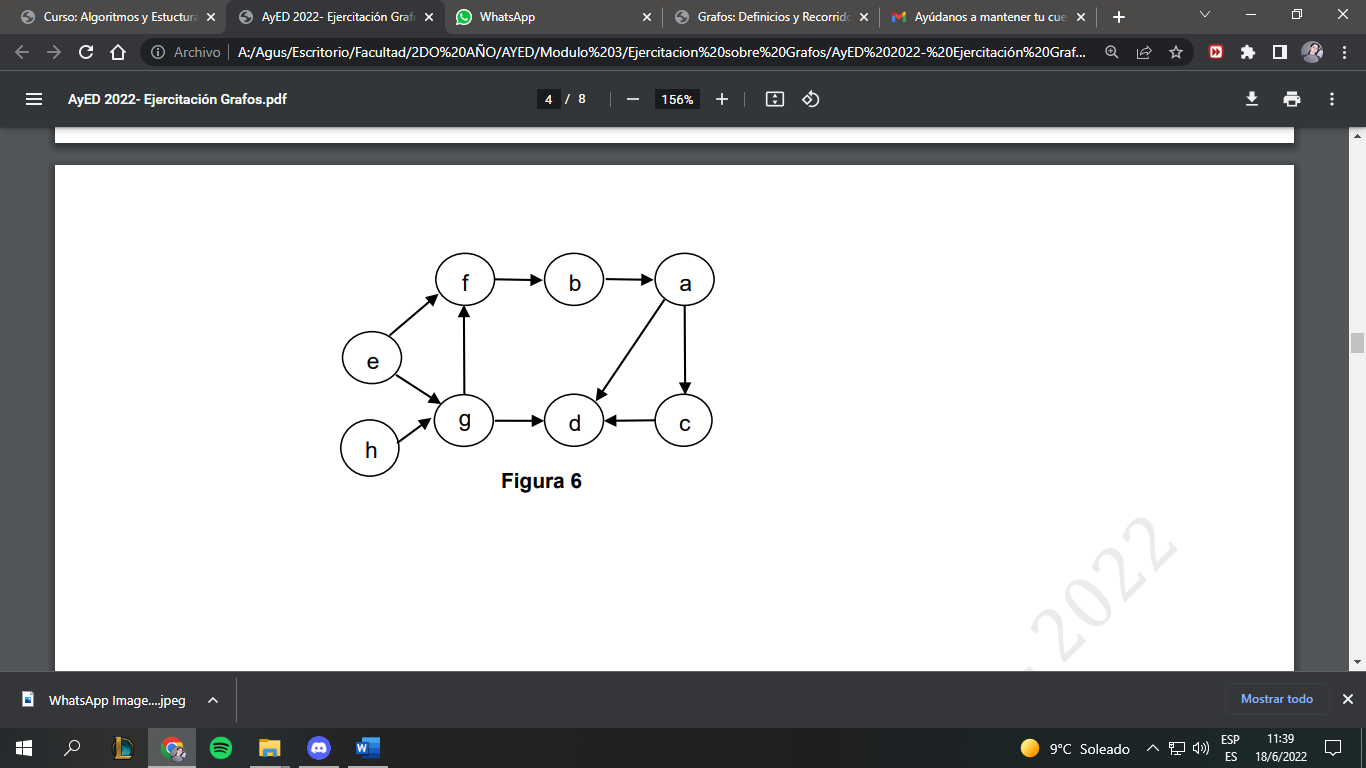 Curso: Algoritmos y Estuctura
AyED 2022- Ejercitación Graf
WhatsApp
Grafos: Definicios y Recorrido
Ayúdanos a mantener tu cue
Archivo
A:/Agus/Escritorio/Facultad/2DO%20AÑO/AYED/Modulo%203/Ejercitacion%20sobre%20Grafos/AyED%202022-%20Ejercitación%20Graf...
AyED 2022- Ejercitación Grafos.pdf
4 / 8
156%
f b a
e
g d c
h
Figura 6
2022
WhatsApp Image....jpeg
Mostrar todo
9°C Soleado
ESP
ES
11:39
18/6/2022